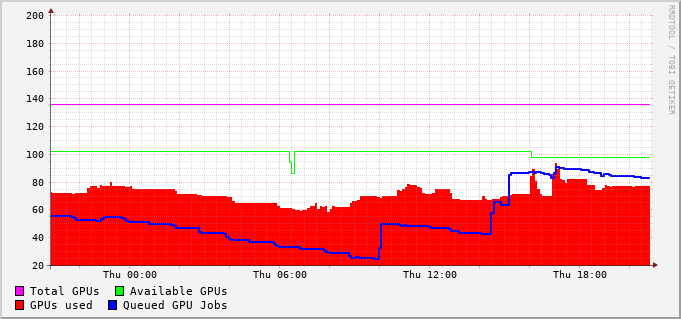 200
180
160
140
120
100
80
60
40
20
Thu 00:00 Thu 06:00 Thu 12:00 Thu 18:00
Total GPUs Available GPUs
GPUs used Queued GPU Jobs
RRDTOOL / TOBI OETIKER